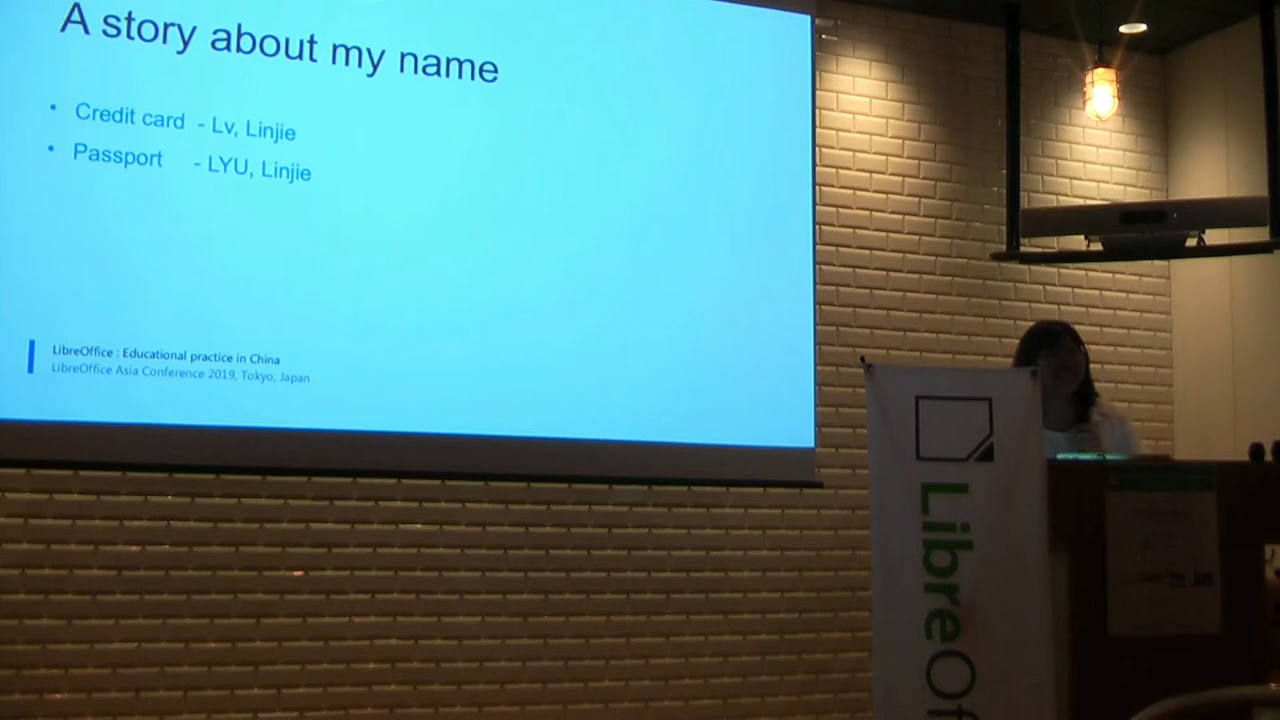 A story about my name
• Credit card - Lv, Linjie
• Passport - LYU, Linjie
LibreOffice : Educational practice in China
LibreOffice Asia Conference 2019, Tokyo, Japan
LibreOf